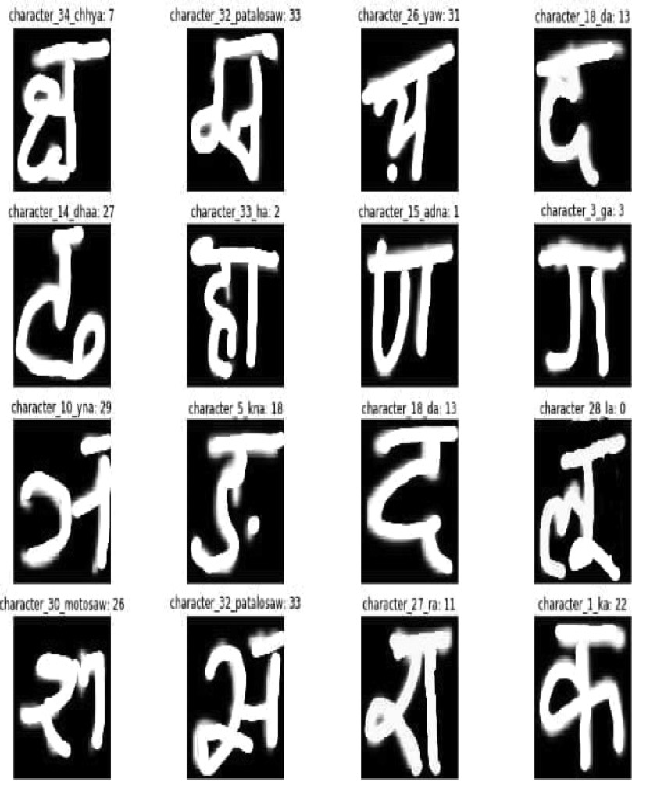 character_34_chhya: 7 character_32_patalosaw: 33 character_26_yaw: 31 character_18_da: 13
क्ष य़ द
character_14_dhaa: 27 character_33_ha: 2 character_15_adna: 1 character_3_ga: 3
ढ हा ण ग
character_10_yna: 29 character_5_kna: 18 character_18_da: 13 character_28_la: 0
ञ ङ द लू
character_30_motosaw: 26 character_32_patalosaw: 33 character_27_ra: 11 character_1_ka: 22
श रा क